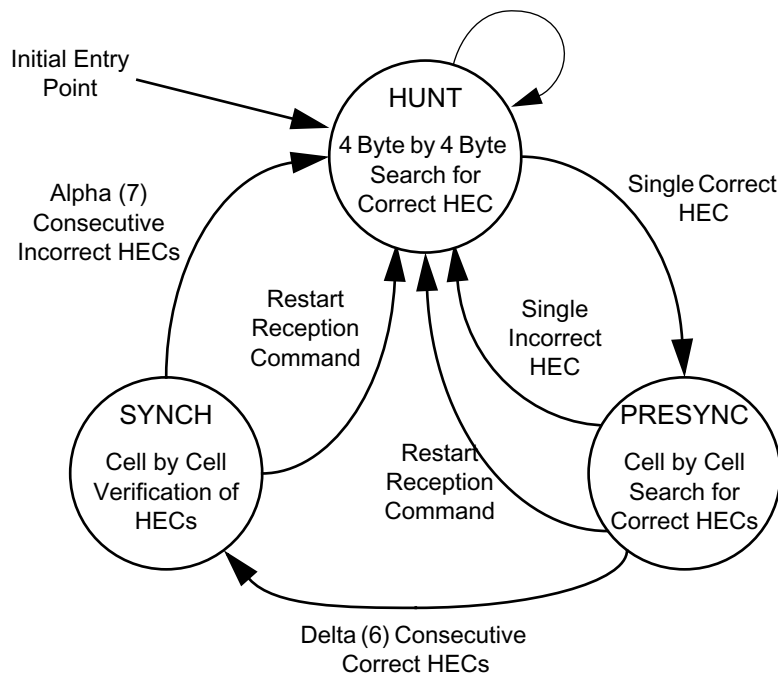 Initial Entry
Point
HUNT
4 Byte by 4 Byte
Search for
Correct HEC
Alpha (7)
Consecutive
Incorrect HECs
Single Correct
HEC
Restart
Reception
Command
Single
Incorrect
HEC
SYNCH
Cell by Cell
Verification of
HECs
Restart
Reception
Command
PRESYNC
Cell by Cell
Search for
Correct HECs
Delta (6) Consecutive
Correct HECs